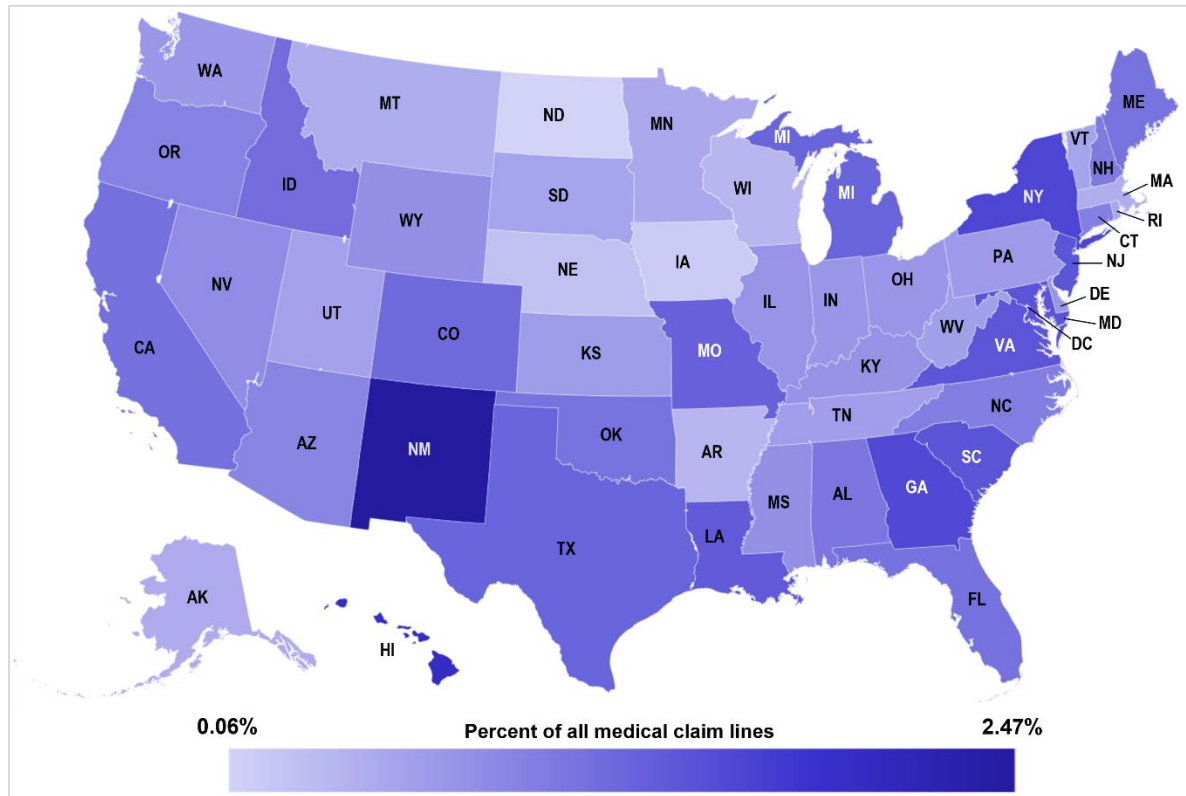 WA
MT
ND
MN
ME
OR
ID
SD
WI
MI
MI
VT
NH
NY
MA
RI
CT
WY
NE
IA
PA
NJ
NV
UT
CO
KS
MO
IL
IN
OH
WV
DE
MD
DC
VA
CA
KY
NC
TN
AZ
NM
OK
AR
MS
AL
GA
SC
TX
LA
FL
AK
HI
0.06%
Percent of all medical claim lines
2.47%